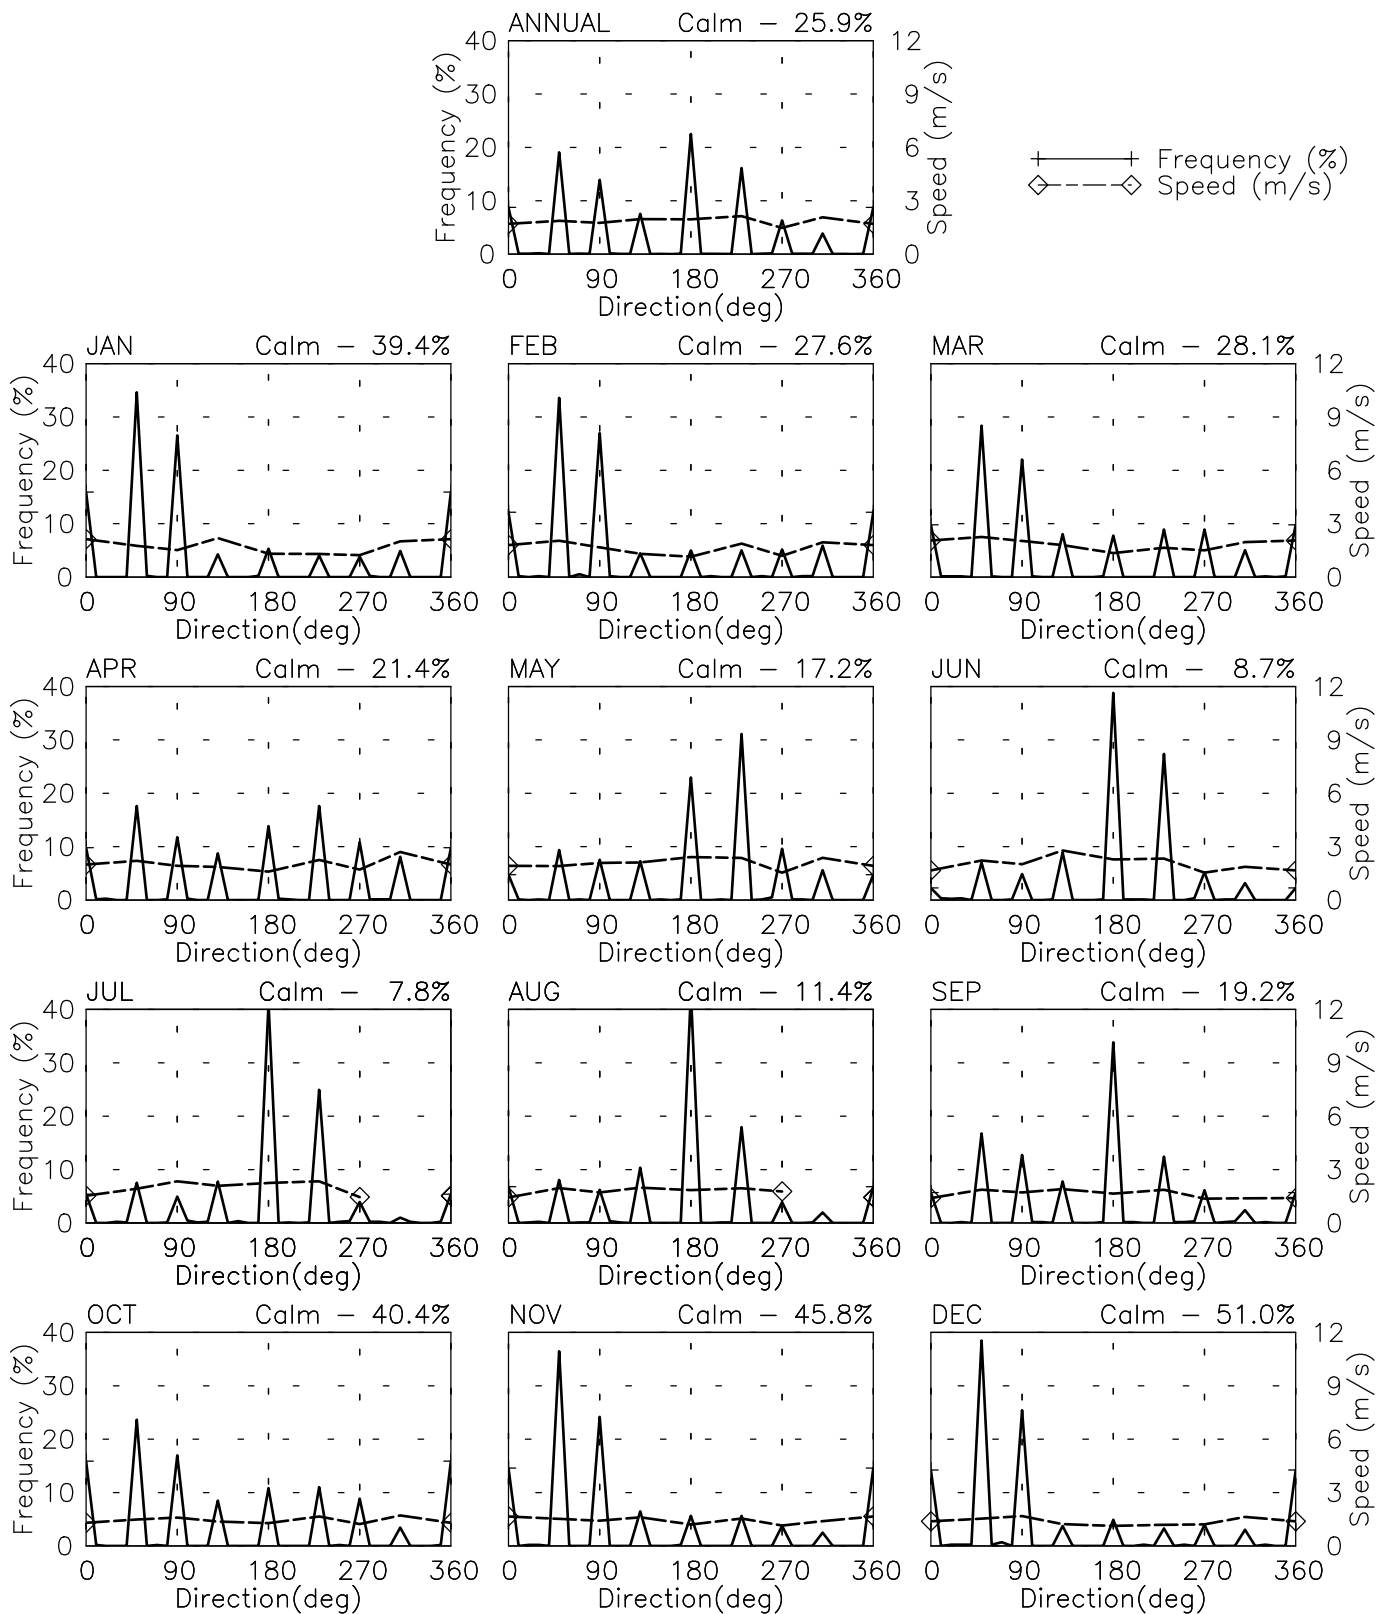 ANNUAL Calm - 25.9%
40 12
30 9
20 6
10 3
0 0
Frequency (%)
Speed (m/s)
0 90 180 270 360
Direction(deg)
Frequency (%)
Speed (m/s)
JAN Calm - 39.4% FEB Calm - 27.6% MAR Calm - 28.1%
40 12
30 9
20 6
10 3
0 0
Frequency (%)
Speed (m/s)
0 90 180 270 360 0 90 180 270 360 0 90 180 270 360
Direction(deg) Direction(deg) Direction(deg)
APR Calm - 21.4% MAY Calm - 17.2% JUN Calm - 8.7%
40 12
30 9
20 6
10 3
0 0
Frequency (%)
Speed (m/s)
0 90 180 270 360 0 90 180 270 360 0 90 180 270 360
Direction(deg) Direction(deg) Direction(deg)
JUL Calm - 7.8% AUG Calm - 11.4% SEP Calm - 19.2%
40 12
30 9
20 6
10 3
0 0
Frequency (%)
Speed (m/s)
0 90 180 270 360 0 90 180 270 360 0 90 180 270 360
Direction(deg) Direction(deg) Direction(deg)
OCT Calm - 40.4% NOV Calm - 45.8% DEC Calm - 51.0%
40 12
30 9
20 6
10 3
0 0
Frequency (%)
Speed (m/s)
0 90 180 270 360 0 90 180 270 360 0 90 180 270 360
Direction(deg) Direction(deg) Direction(deg)